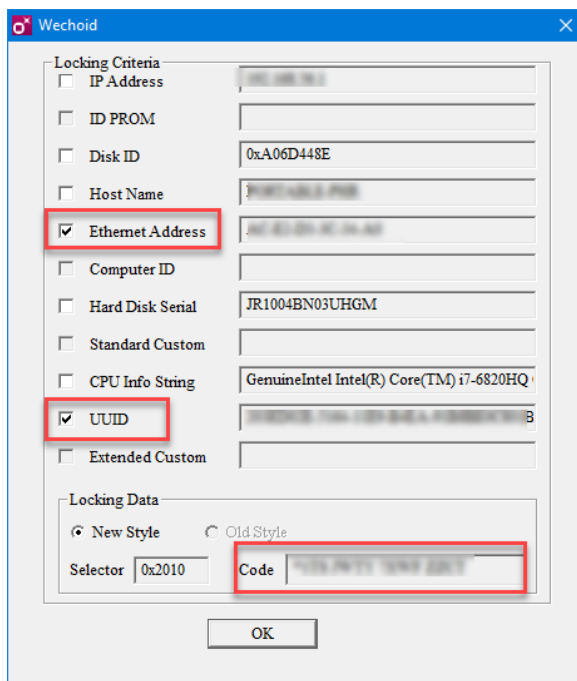 Wechoid
Locking Criteria
IP Address
ID PROM
Disk ID 0xA06D448E
Host Name
Ethernet Address
Computer ID
Hard Disk Serial JR1004BN03UHGM
Standard Custom
CPU Info String GenuineIntel Intel(R) Core(TM) i7-6820HQ
UUID
Extended Custom
Locking Data
New Style Old Style
Selector 0x2010 Code
OK